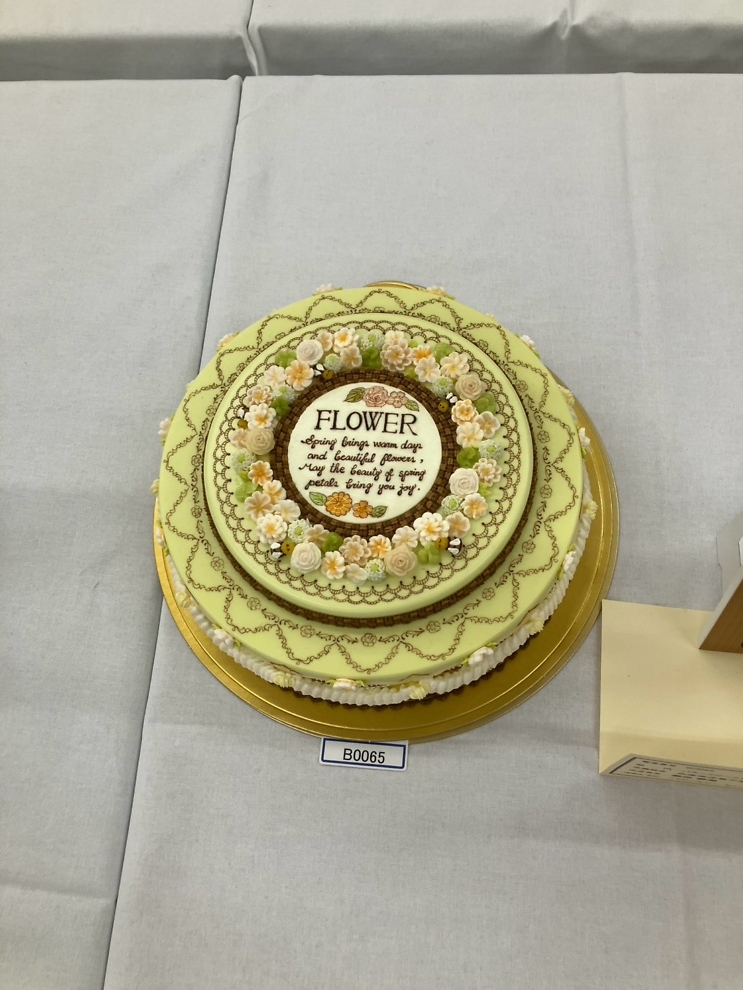 FLOWER
Spring brings warm days
and beautiful flowers,
May the beauty of spring
petals bring you joy.
B0065